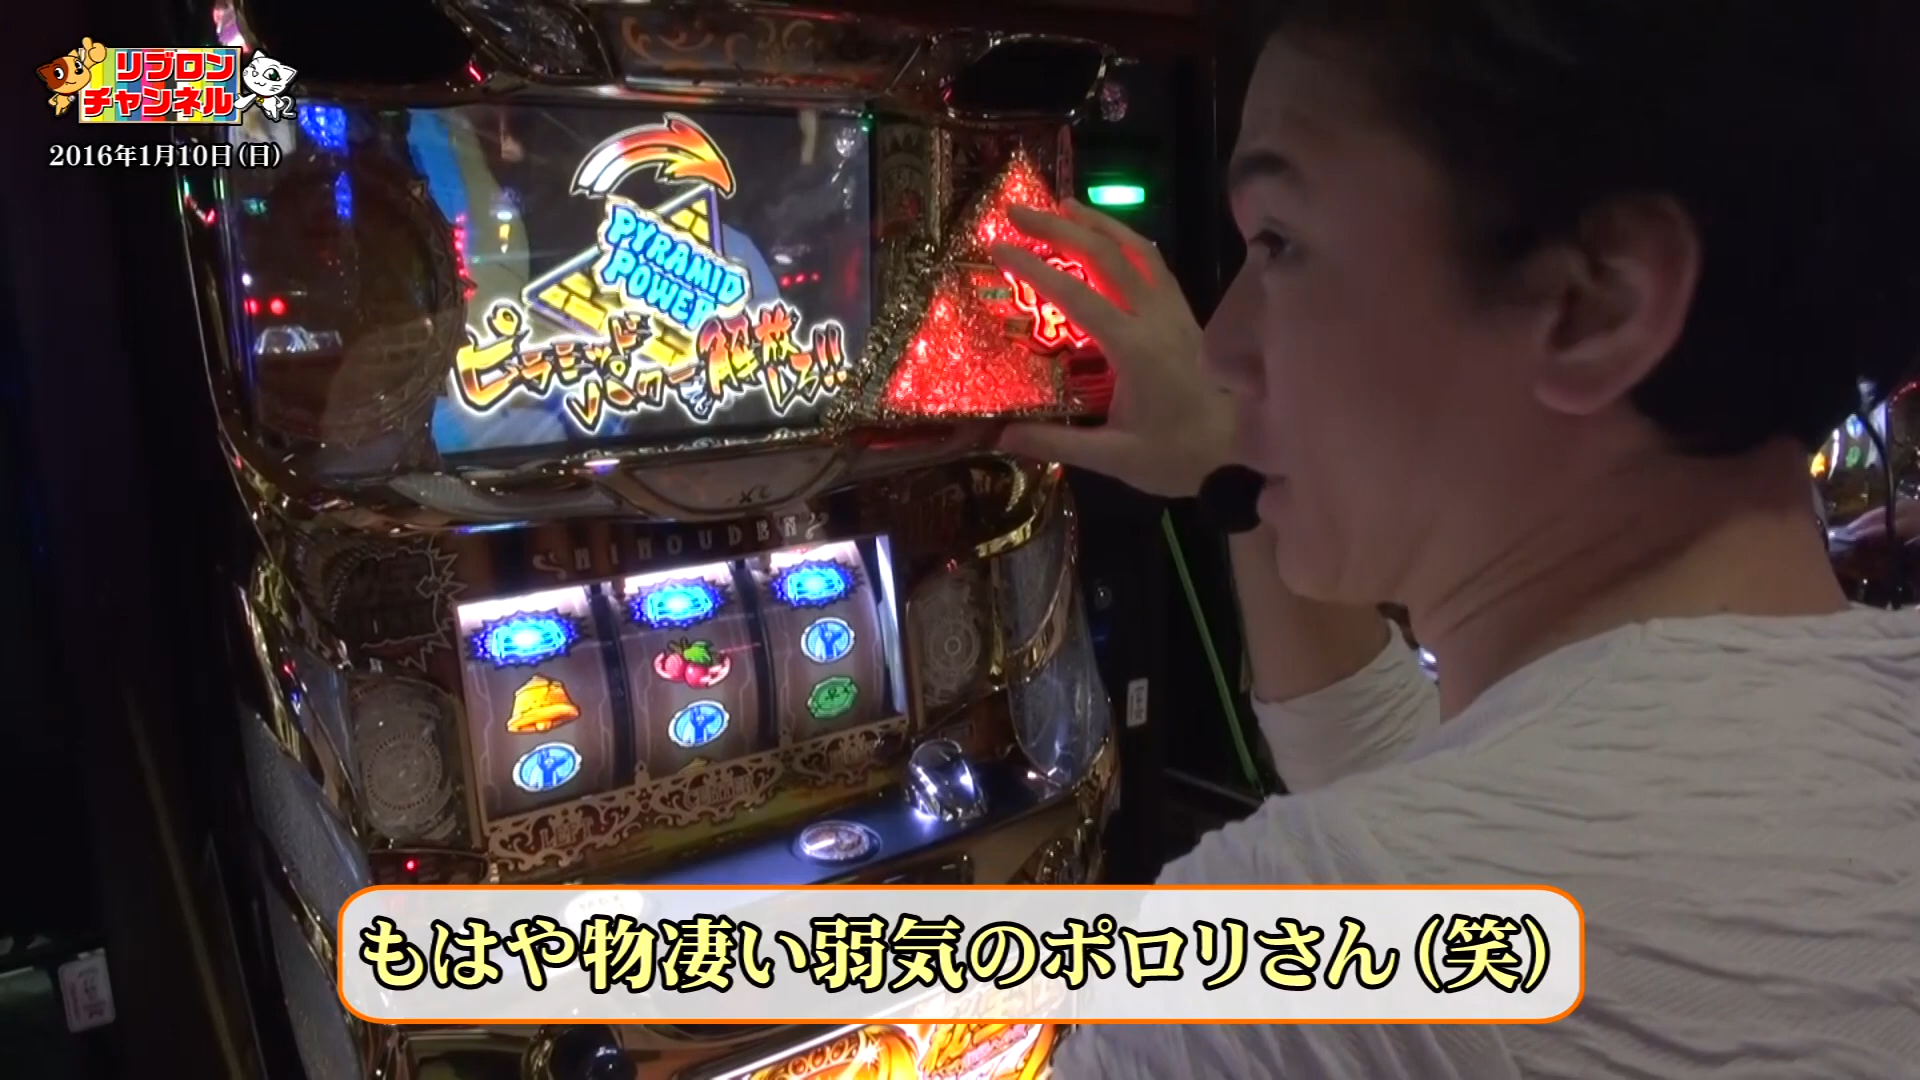 リブロン
チャンネル
2016年1月10日(日)
PYRAMID
POWER
ピラミッドパワー解放しろ!!
LEFT
CENTER
もはや物凄い弱気のポロリさん(笑)